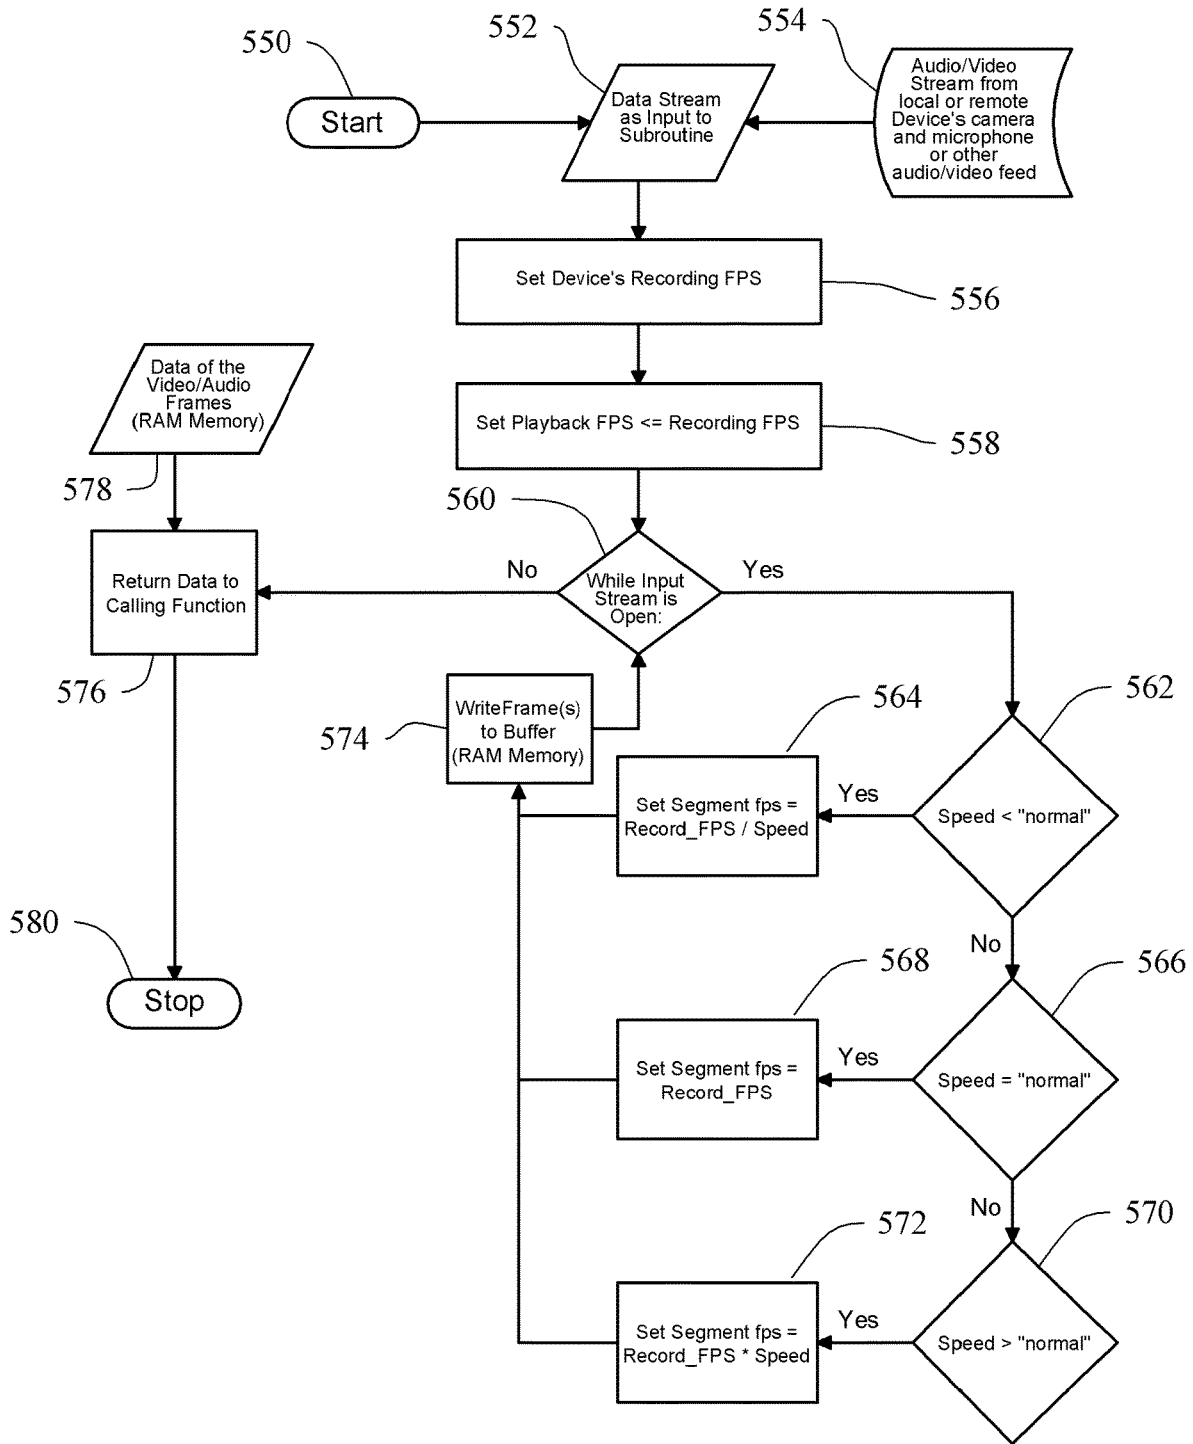 550
552
554
Start
Data Stream
as Input to
Subroutine
Audio/Video
Stream from
local or remote
Device's camera
and microphone
or other
audio/video feed
Set Device's Recording FPS
556
Data of the
Video/Audio
Frames
(RAM Memory)
578
Set Playback FPS <= Recording FPS
558
560
No
While Input
Stream is
Open:
Yes
Return Data to
Calling Function
576
WriteFrame(s)
to Buffer
(RAM Memory)
574
564
562
Set Segment fps =
Record_FPS / Speed
Yes
Speed < "normal"
No
580
Stop
568
566
Set Segment fps =
Record_FPS
Yes
Speed = "normal"
No
572
570
Set Segment fps =
Record_FPS * Speed
Yes
Speed > "normal"